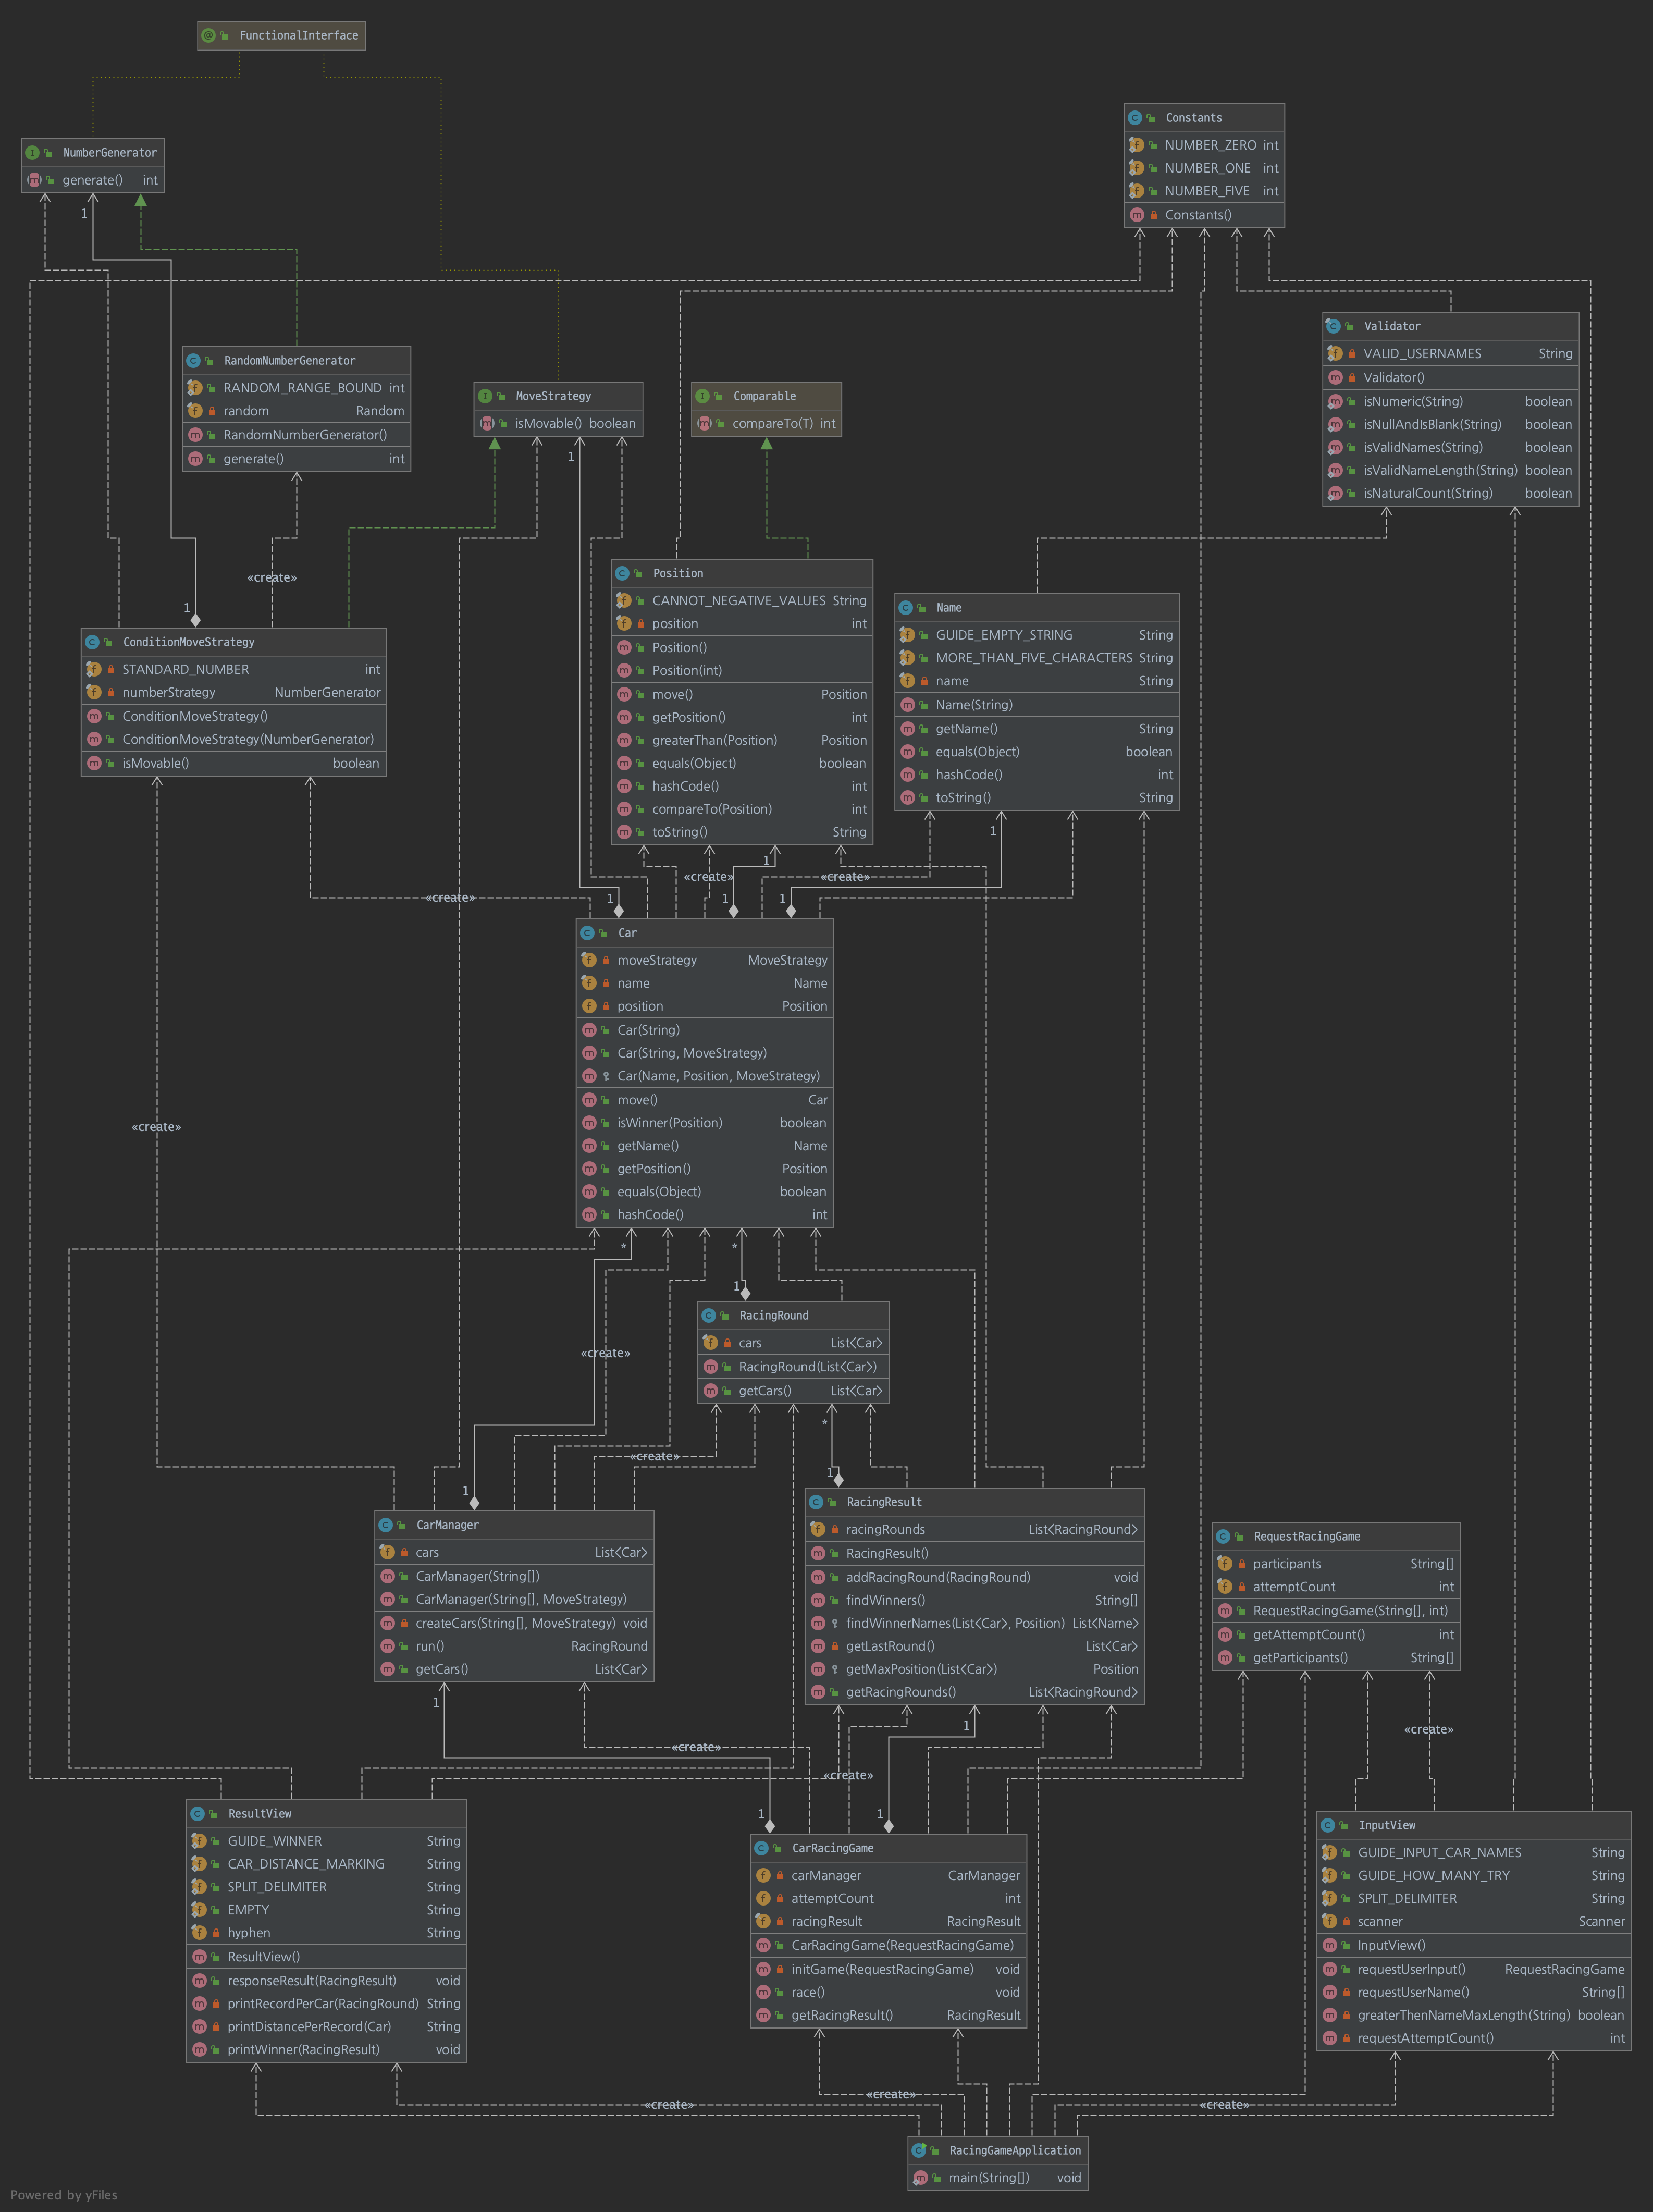 FunctionalInterface
NumberGenerator
generate() int
1
Constants
NUMBER_ZERO int
NUMBER_ONE int
NUMBER_FIVE int
Constants()
RandomNumberGenerator
RANDOM_RANGE_BOUND int
random Random
RandomNumberGenerator()
generate() int
MoveStrategy
isMovable() boolean
1
Comparable
compareTo(T) int
Validator
VALID_USERNAMES String
Validator()
isNumeric(String) boolean
isNullAndIsBlank(String) boolean
isValidNames(String) boolean
isValidNameLength(String) boolean
isNaturalCount(String) boolean
«create»
1
ConditionMoveStrategy
STANDARD_NUMBER int
numberStrategy NumberGenerator
ConditionMoveStrategy()
ConditionMoveStrategy(NumberGenerator)
isMovable() boolean
Position
CANNOT_NEGATIVE_VALUES String
position int
Position()
Position(int)
move() Position
getPosition() int
greaterThan(Position) Position
equals(Object) boolean
hashCode() int
compareTo(Position) int
toString() String
Name
GUIDE_EMPTY_STRING String
MORE_THAN_FIVE_CHARACTERS String
name String
Name(String)
getName() String
equals(Object) boolean
hashCode() int
toString() String
1
1
«create»
«create»
«create»
1
1
1
Car
moveStrategy MoveStrategy
name Name
position Position
Car(String)
Car(String, MoveStrategy)
Car(Name, Position, MoveStrategy)
move() Car
isWinner(Position) boolean
getName() Name
getPosition() Position
equals(Object) boolean
hashCode() int
«create»
*
*
1
RacingRound
cars List<Car>
RacingRound(List<Car>)
getCars() List<Car>
«create»
*
«create»
1
1
CarManager
cars List<Car>
CarManager(String[])
CarManager(String[], MoveStrategy)
createCars(String[], MoveStrategy) void
run() RacingRound
getCars() List<Car>
RacingResult
racingRounds List<RacingRound>
RacingResult()
addRacingRound(RacingRound) void
findWinners() String[]
findWinnerNames(List<Car>, Position) List<Name>
getLastRound() List<Car>
getMaxPosition(List<Car>) Position
getRacingRounds() List<RacingRound>
RequestRacingGame
participants String[]
attemptCount int
RequestRacingGame(String[], int)
getAttemptCount() int
getParticipants() String[]
1
1
«create»
«create»
«create»
1
1
ResultView
GUIDE_WINNER String
CAR_DISTANCE_MARKING String
SPLIT_DELIMITER String
EMPTY String
hyphen String
ResultView()
responseResult(RacingResult) void
printRecordPerCar(RacingRound) String
printDistancePerRecord(Car) String
printWinner(RacingResult) void
CarRacingGame
carManager CarManager
attemptCount int
racingResult RacingResult
CarRacingGame(RequestRacingGame)
initGame(RequestRacingGame) void
race() void
getRacingResult() RacingResult
InputView
GUIDE_INPUT_CAR_NAMES String
GUIDE_HOW_MANY_TRY String
SPLIT_DELIMITER String
scanner Scanner
InputView()
requestUserInput() RequestRacingGame
requestUserName() String[]
greaterThenNameMaxLength(String) boolean
requestAttemptCount() int
«create»
«create»
«create»
RacingGameApplication
main(String[]) void
Powered by yFiles